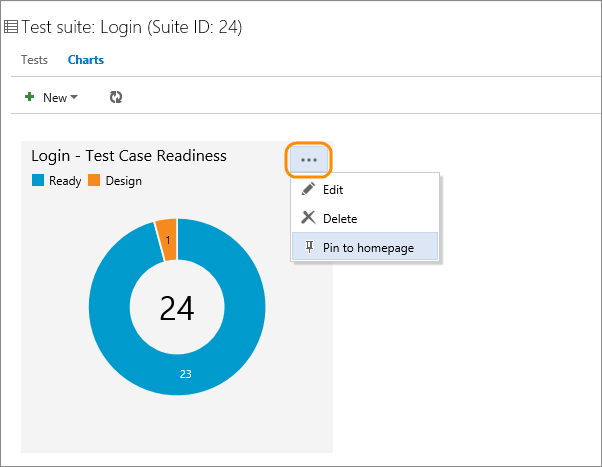 Test suite: Login (Suite ID: 24)
Tests Charts
New
Login - Test Case Readiness
...
Ready Design
Edit
Delete
Pin to homepage
1
24
23